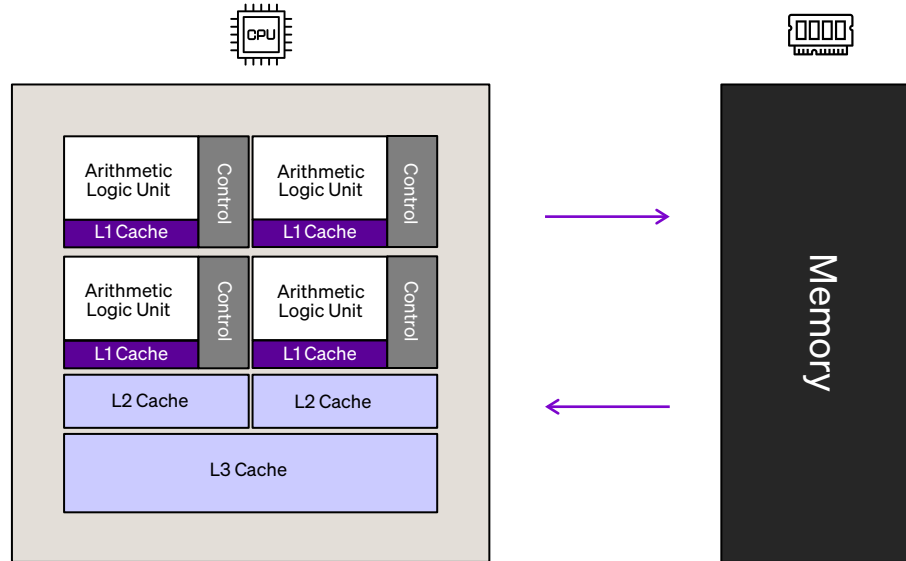 CPU
Arithmetic
Logic Unit
Control
L1 Cache
Arithmetic
Logic Unit
Control
L1 Cache
Arithmetic
Logic Unit
Control
L1 Cache
Arithmetic
Logic Unit
Control
L1 Cache
L2 Cache
L2 Cache
L3 Cache
Memory